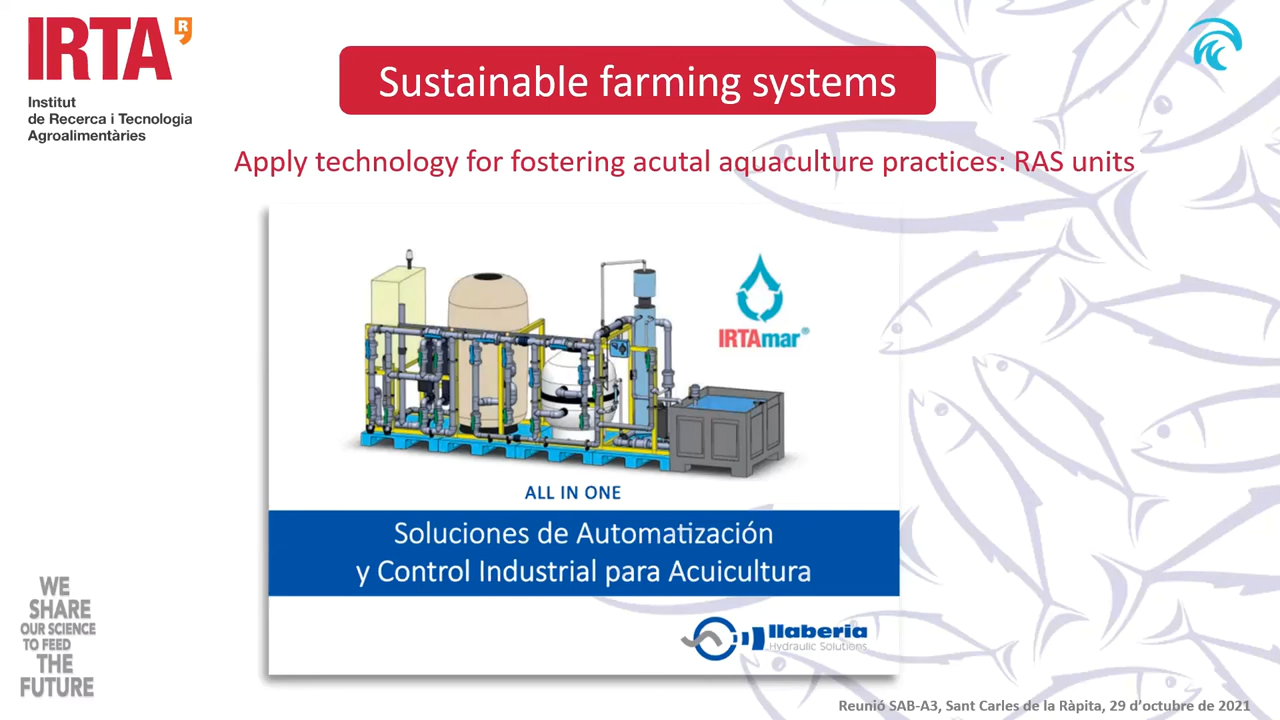 IRTA R
Institut
de Recerca i Tecnologia
Agroalimentàries
Sustainable farming systems
Apply technology for fostering acutal aquaculture practices: RAS units
IRTAmar®
ALL IN ONE
Soluciones de Automatización
y Control Industrial para Acuicultura
llaberia
Hydraulic Solutions
WE
SHARE
OUR SCIENCE
TO FEED
THE
FUTURE
Reunió SAB-A3, Sant Carles de la Ràpita, 29 d'octubre de 2021